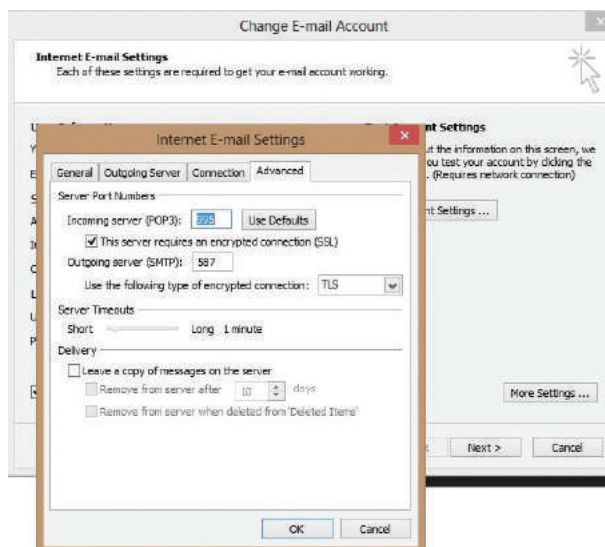 Change E-mail Account
Internet E-mail Settings
Each of these settings are required to get your e-mail account working.
nt Settings
ut the information on this screen, we
ou test your account by clicking the
. (Requires network connection)
nt Settings ...
Internet E-mail Settings
General Outgoing Server Connection Advanced
Server Port Numbers
Incoming server (POP3): 995 Use Defaults
This server requires an encrypted connection (SSL)
Outgoing server (SMTP): 587
Use the following type of encrypted connection: TLS
Server Timeouts
Short Long 1 minute
Delivery
Leave a copy of messages on the server
Remove from server after 10 days
Remove from server when deleted from 'Deleted Items'
OK Cancel
More Settings ...
Next > Cancel